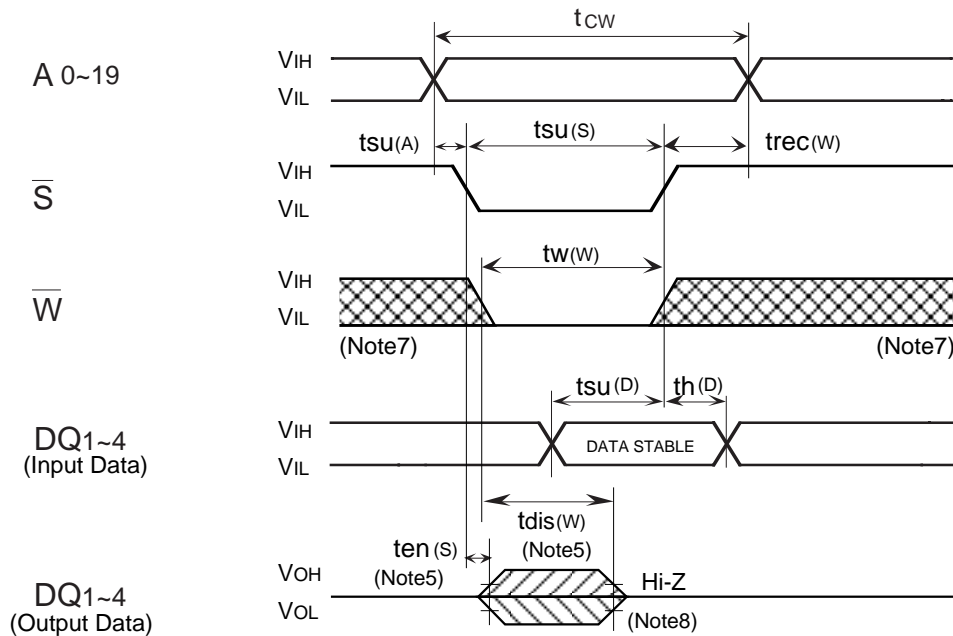 tCW
A 0~19
VIH
VIL
tsu(A)
tsu(S)
trec(W)
S
VIH
VIL
tw(W)
W
VIH
VIL
(Note7)
(Note7)
tsu(D)
th(D)
DQ1~4
(Input Data)
VIH
VIL
DATA STABLE
tdis(W)
(Note5)
ten(S)
(Note5)
DQ1~4
(Output Data)
VOH
VOL
Hi-Z
(Note8)